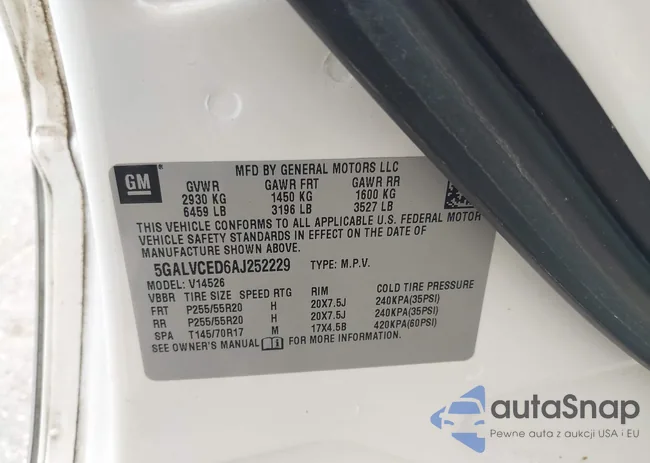 MFD BY GENERAL MOTORS LLC
GM
GVWR GAWR FRT GAWR RR
2930 KG 1450 KG 1600 KG
6459 LB 3196 LB 3527 LB
THIS VEHICLE CONFORMS TO ALL APPLICABLE U.S. FEDERAL MOTOR
VEHICLE SAFETY STANDARDS IN EFFECT ON THE DATE OF
MANUFACTURE SHOWN ABOVE.
5GALVCED6AJ252229 TYPE: M.P.V.
MODEL: V14526
VBBR TIRE SIZE SPEED RTG RIM COLD TIRE PRESSURE
FRT P255/55R20 H 20X7.5J 240KPA(35PSI)
RR P255/55R20 H 20X7.5J 240KPA(35PSI)
SPA T145/70R17 M 17X4.5B 420KPA(60PSI)
SEE OWNER'S MANUAL FOR MORE INFORMATION.
autaSnap
Pewne auta z aukcji USA i EU